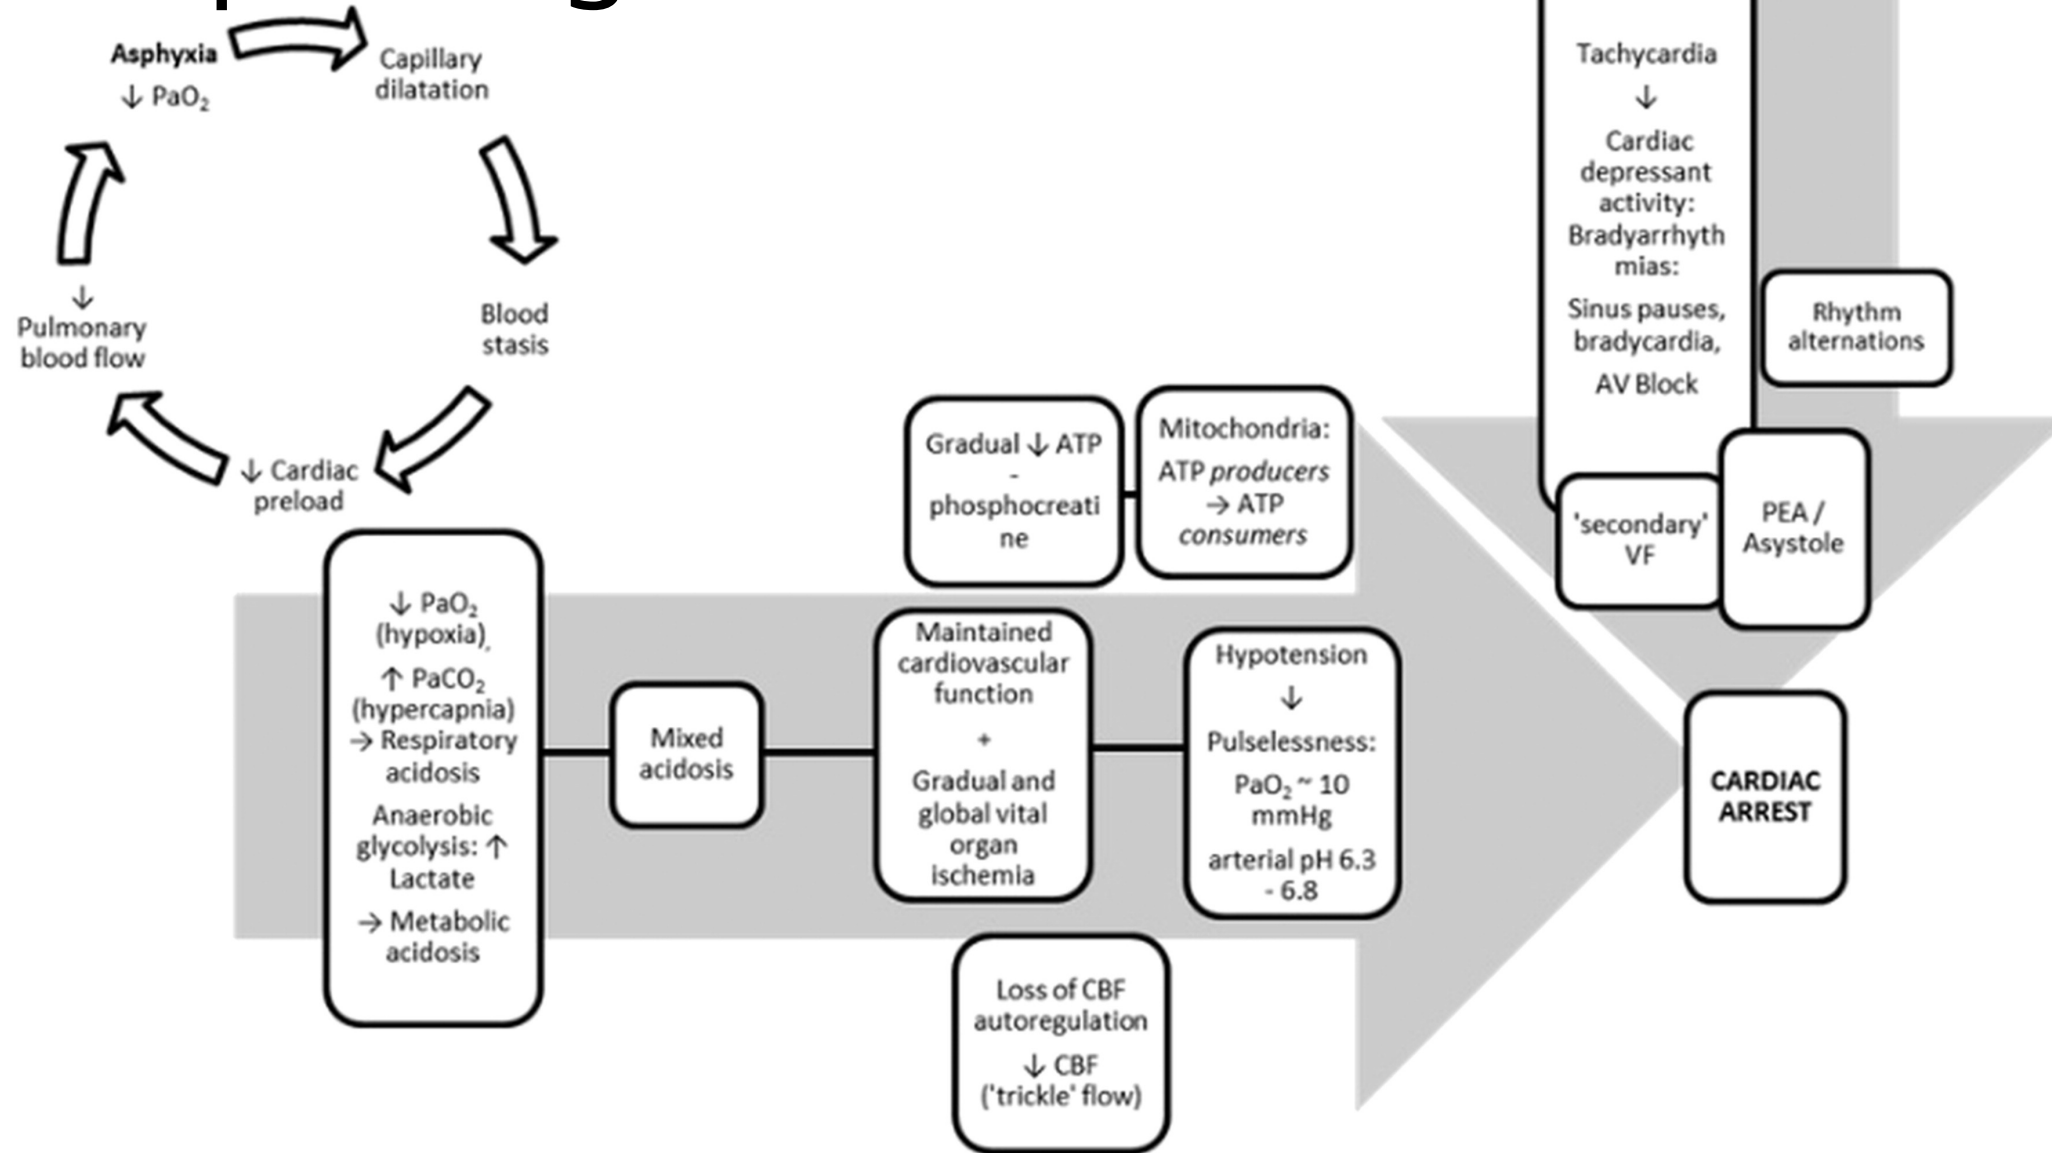 Asphyxia
↓ PaO₂
Capillary
dilatation
Blood
stasis
↓ Cardiac
preload
↓
Pulmonary
blood flow
↓ PaO₂
(hypoxia),
↑ PaCO₂
(hypercapnia)
→ Respiratory
acidosis
Anaerobic
glycolysis: ↑
Lactate
→ Metabolic
acidosis
Mixed
acidosis
Gradual ↓ ATP
-
phosphocreati
ne
Mitochondria:
ATP producers
→ ATP
consumers
Maintained
cardiovascular
function
+
Gradual and
global vital
organ
ischemia
Hypotension
↓
Pulselessness:
PaO₂ ~ 10
mmHg
arterial pH 6.3
- 6.8
Loss of CBF
autoregulation
↓ CBF
('trickle' flow)
Tachycardia
↓
Cardiac
depressant
activity:
Bradyarrhyth
mias:
Sinus pauses,
bradycardia,
AV Block
Rhythm
alternations
'secondary'
VF
PEA /
Asystole
CARDIAC
ARREST